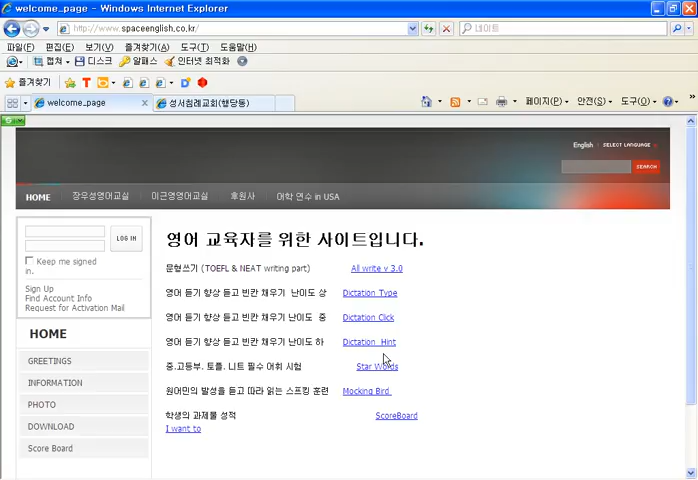 welcome_page - Windows Internet Explorer
http://www.spaceenglish.co.kr/
네이트
파일(F) 편집(E) 보기(V) 즐겨찾기(A) 도구(T) 도움말(H)
캡쳐 디스크 알패스 인터넷 최적화
즐겨찾기
welcome_page 성서침례교회(행당동)
페이지(P) 안전(S) 도구(O)
English SELECT LANGUAGE
SEARCH
HOME 장우성영어교실 미근영영어교실 후원사 어학 연수 in USA
LOG IN
Keep me signed in.
Sign Up
Find Account Info
Request for Activation Mail
HOME
GREETINGS
INFORMATION
PHOTO
DOWNLOAD
Score Board
영어 교육자를 위한 사이트입니다.
문형쓰기 (TOEFL & NEAT writing part) All write v 3.0
영어 듣기 향상 듣고 빈칸 채우기 난이도 상 Dictation Type
영어 듣기 향상 듣고 빈칸 채우기 난이도 중 Dictation Click
영어 듣기 향상 듣고 빈칸 채우기 난이도 하 Dictation Hint
중.고등부. 토플. 니트 필수 어휘 시험 Star Words
원어민의 발성을 듣고 따라 읽는 스프킹 훈련 Mocking Bird
학생의 과제물 성적 ScoreBoard
I want to